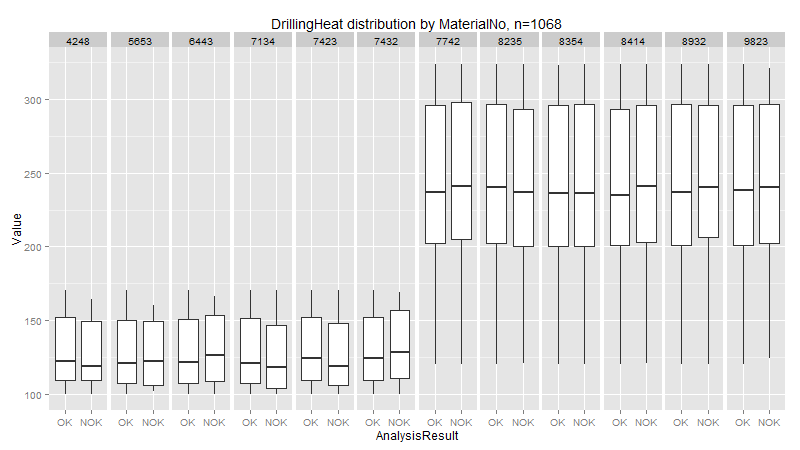 DrillingHeat distribution by MaterialNo, n=1068
4248 5653 6443 7134 7423 7432 7742 8235 8354 8414 8932 9823
300
250
200
150
100
Value
OK NOK OK NOK OK NOK OK NOK OK NOK OK NOK OK NOK OK NOK OK NOK OK NOK OK NOK OK NOK
AnalysisResult